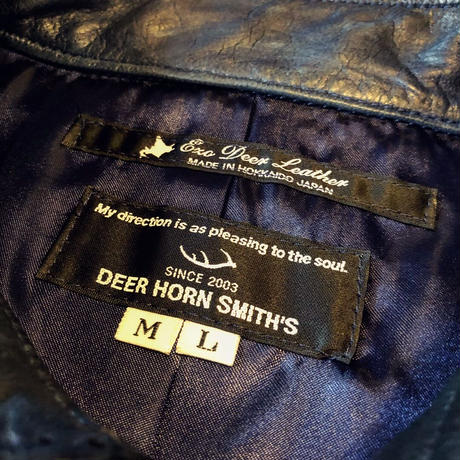 Ezo Deer Leather
MADE IN HOKKAIDO JAPAN
My direction is as pleasing to the soul.
SINCE 2003
DEER HORN SMITH'S
M L